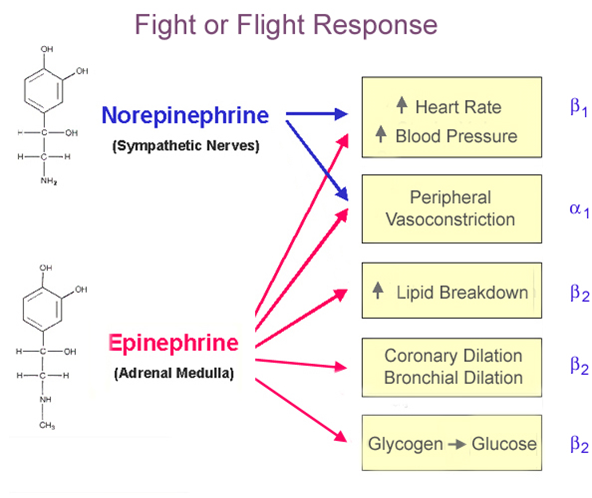 Fight or Flight Response
OH
OH
H C OH
H C H
NH₂
Norepinephrine
(Sympathetic Nerves)
Heart Rate
Blood Pressure
β₁
Peripheral
Vasoconstriction
α₁
Lipid Breakdown
β₂
OH
OH
H C OH
H C H
NH
CH₃
Epinephrine
(Adrenal Medulla)
Coronary Dilation
Bronchial Dilation
β₂
Glycogen → Glucose
β₂